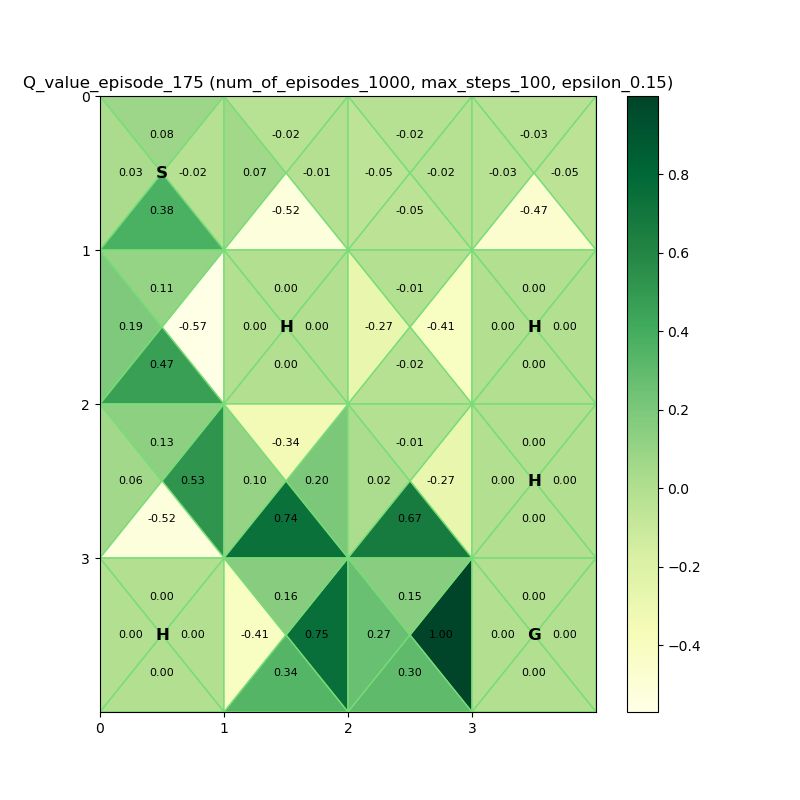 Q_value_episode_175 (num_of_episodes_1000, max_steps_100, epsilon_0.15)
0
0.08 -0.02 -0.02 -0.03
0.03 S -0.02 0.07 -0.01 -0.05 -0.02 -0.03 -0.05
0.38 -0.52 -0.05 -0.47
1
0.11 0.00 -0.01 0.00
0.19 -0.57 0.00 H 0.00 -0.27 -0.41 0.00 H 0.00
0.47 0.00 -0.02 0.00
2
0.13 -0.34 -0.01 0.00
0.06 0.53 0.10 0.20 0.02 -0.27 0.00 H 0.00
-0.52 0.74 0.67 0.00
3
0.00 0.16 0.15 0.00
0.00 H 0.00 -0.41 0.75 0.27 1.00 0.00 G 0.00
0.00 0.34 0.30 0.00
0 1 2 3
0.8
0.6
0.4
0.2
0.0
−0.2
−0.4